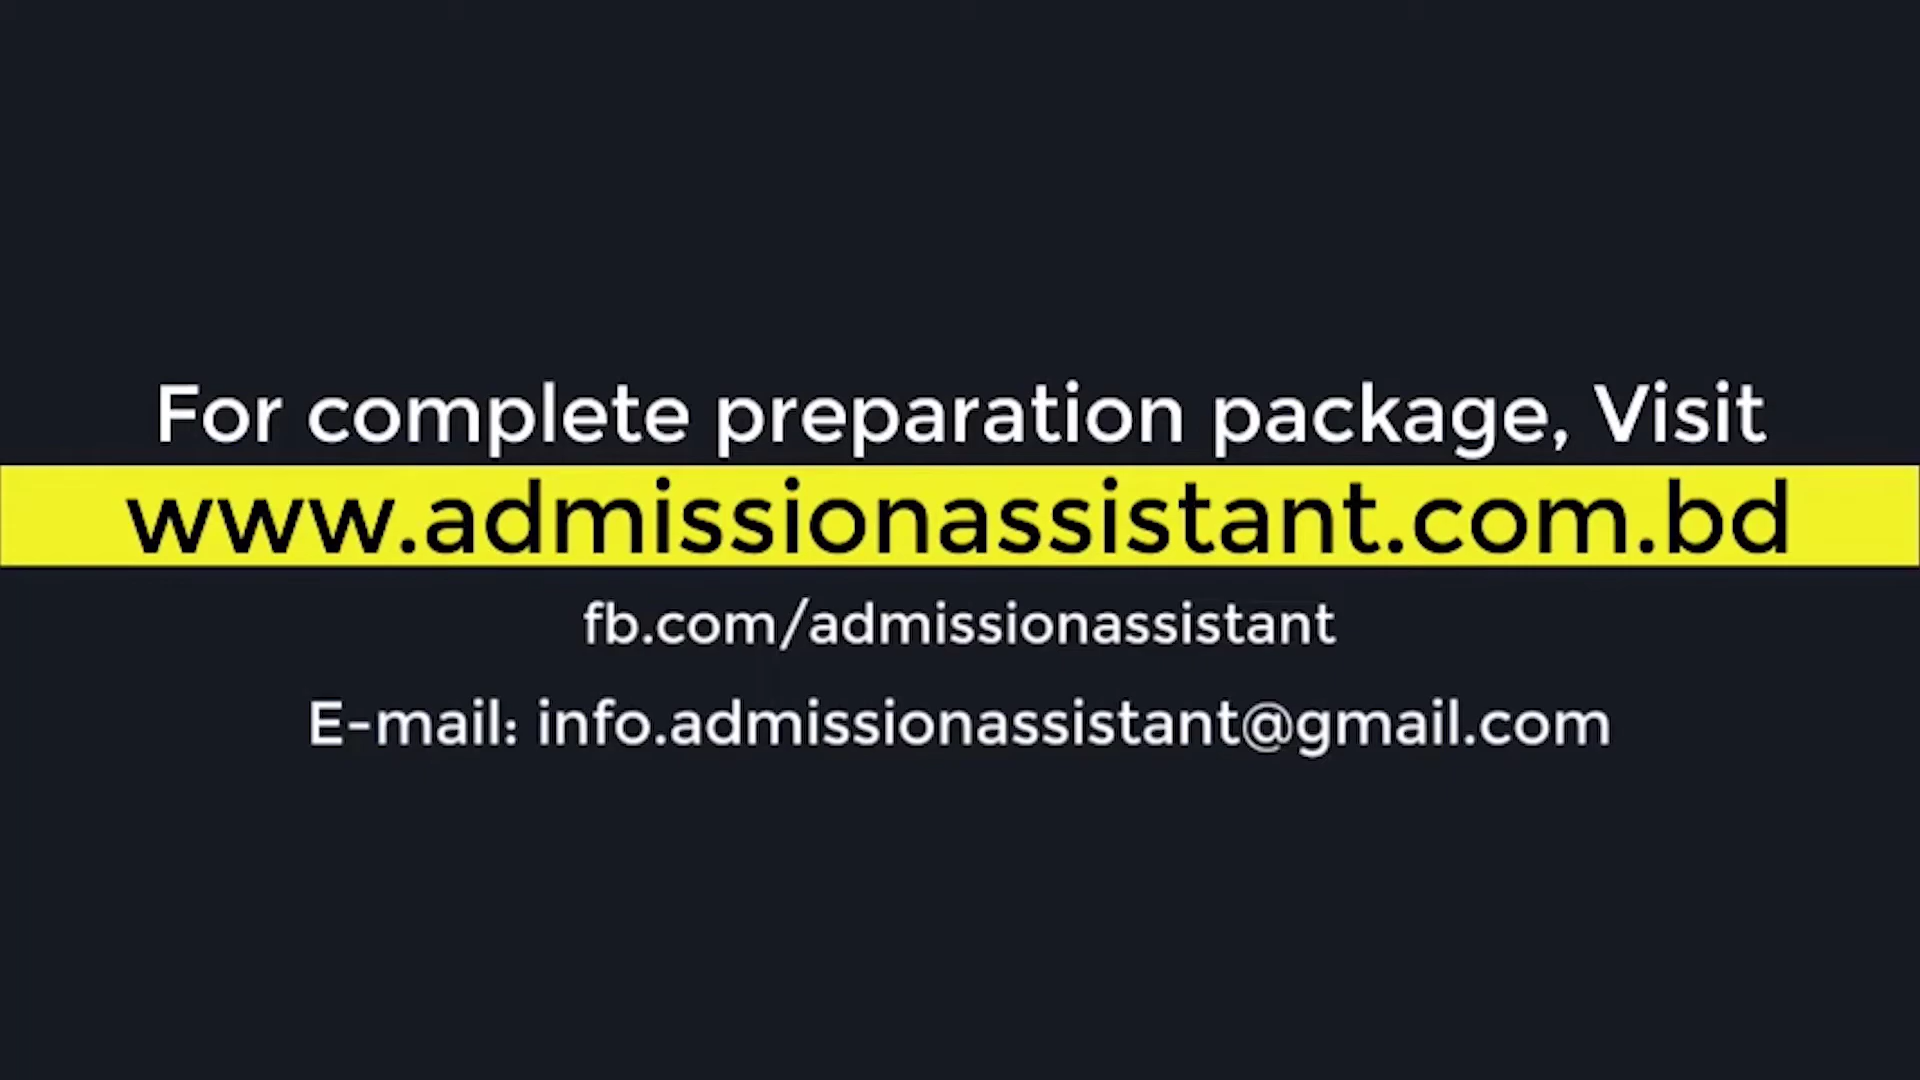 For complete preparation package, Visit
www.admissionassistant.com.bd
fb.com/admissionassistant
E-mail: info.admissionassistant@gmail.com